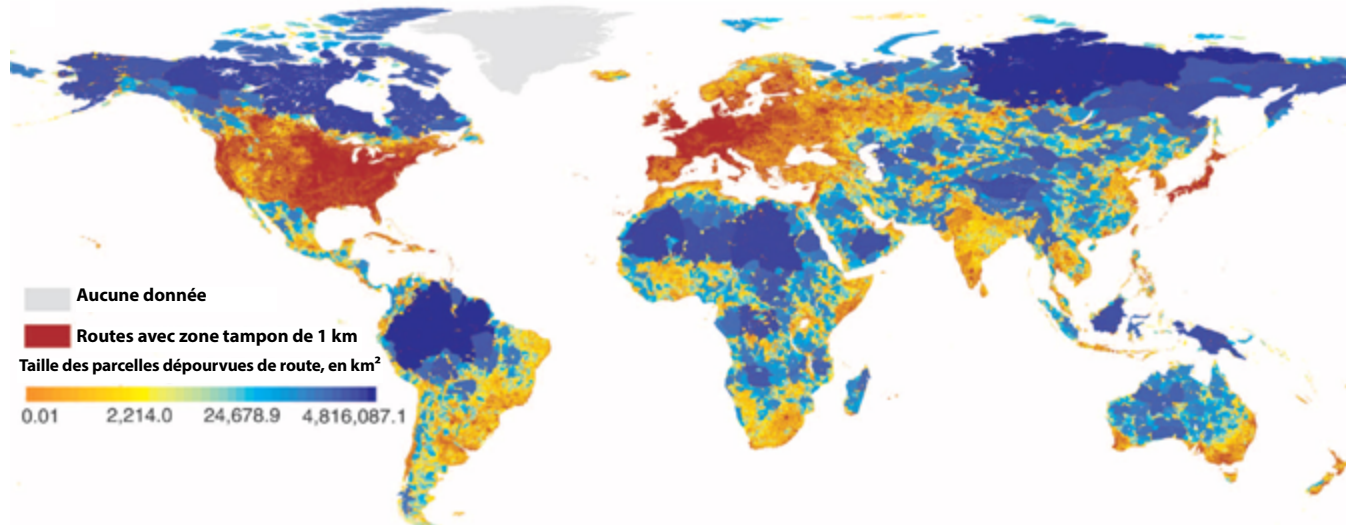 Aucune donnée
Routes avec zone tampon de 1 km
Taille des parcelles dépourvues de route, en km²
0.01 2,214.0 24,678.9 4,816,087.1